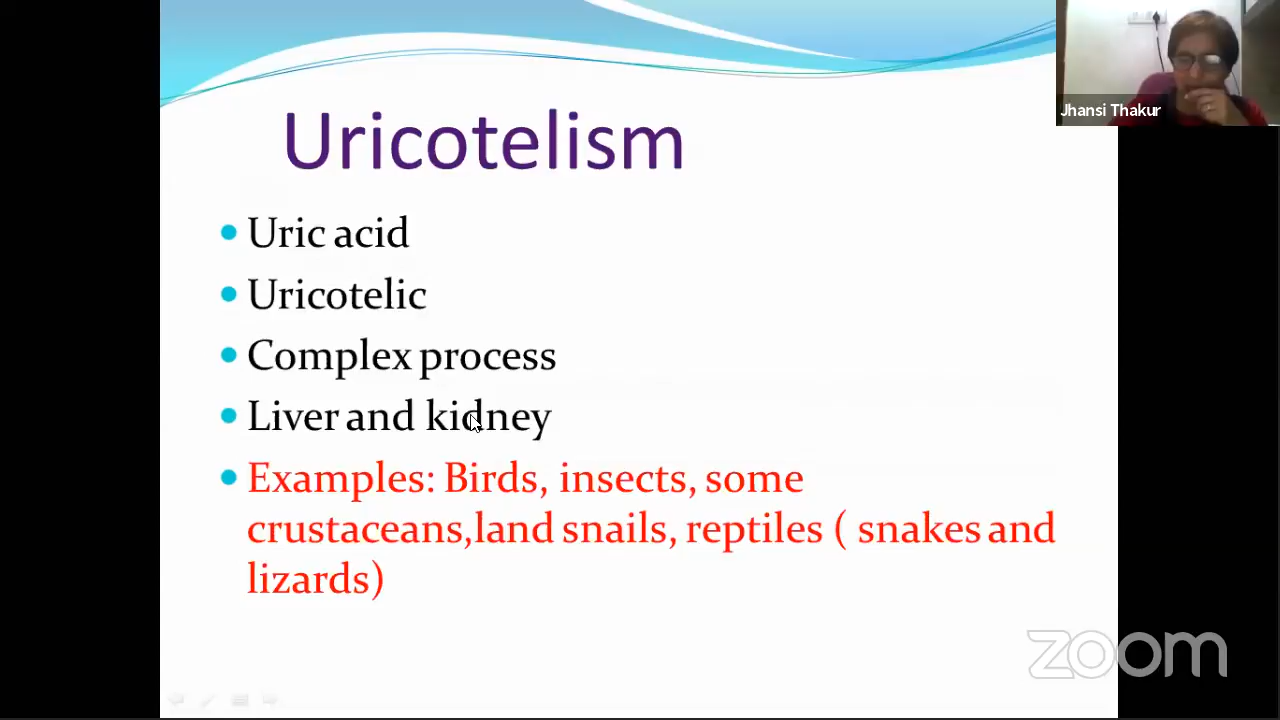 Uricotelism
Jhansi Thakur
Uric acid
Uricotelic
Complex process
Liver and kidney
Examples: Birds, insects, some
crustaceans,land snails, reptiles ( snakes and
lizards)
zoom